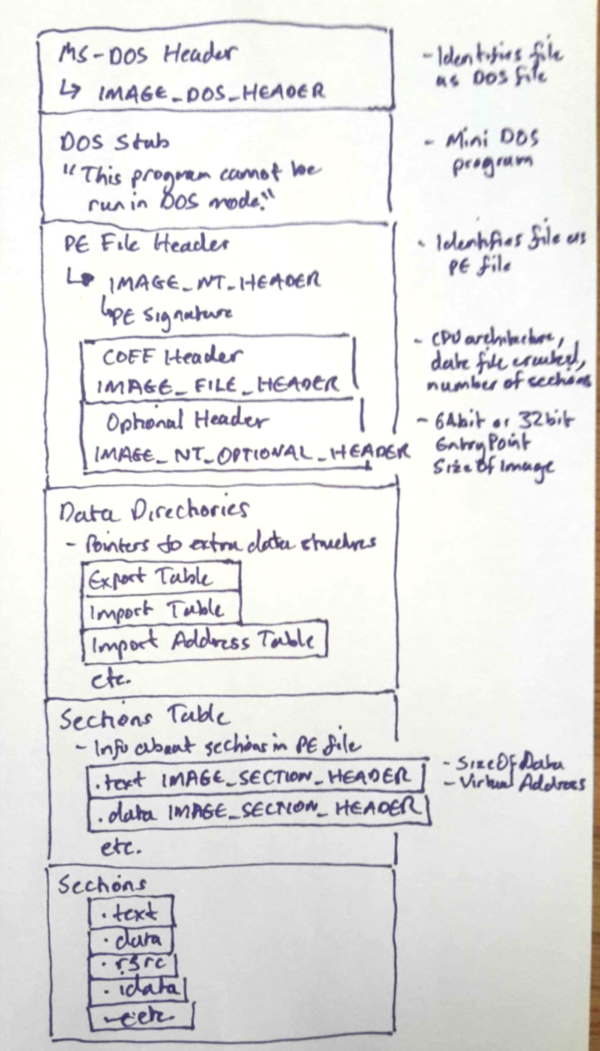 MS-DOS Header
↳ IMAGE_DOS_HEADER
- Identifies file
as DOS file
DOS Stub
"This program cannot be
run in DOS mode."
- Mini DOS
program
PE File Header
↳ IMAGE_NT_HEADER
↳ PE Signature
- Identifies file as
PE file
COFF Header
IMAGE_FILE_HEADER
- CPU architecture,
date file created,
number of sections
Optional Header
IMAGE_NT_OPTIONAL_HEADER
- 64bit or 32bit
EntryPoint
Size Of Image
Data Directories
- Pointers to extra data structures
Export Table
Import Table
Import Address Table
etc.
Sections Table
- Info about sections in PE file
.text IMAGE_SECTION_HEADER
.data IMAGE_SECTION_HEADER
- SizeOfData
- Virtual Address
etc.
Sections
.text
.data
.rsrc
.idata
etc